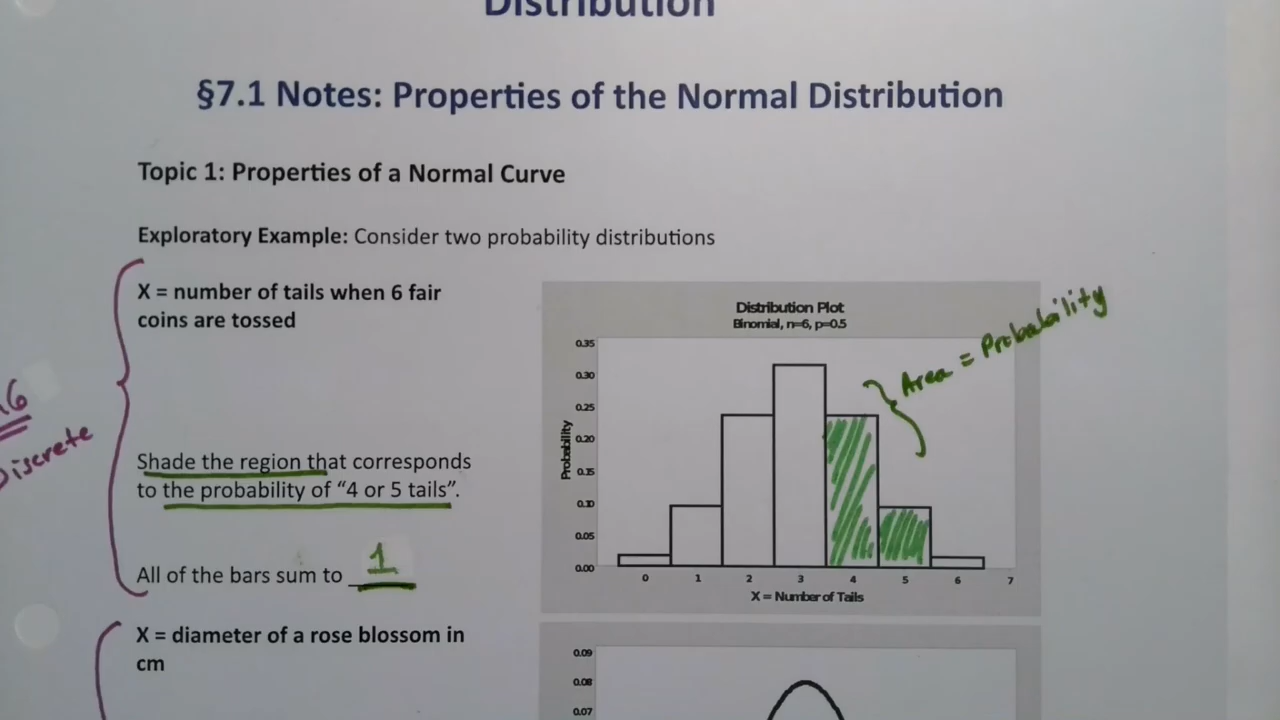 Distribution
§7.1 Notes: Properties of the Normal Distribution
Topic 1: Properties of a Normal Curve
Exploratory Example: Consider two probability distributions
X = number of tails when 6 fair
coins are tossed
Discrete
Shade the region that corresponds
to the probability of “4 or 5 tails”.
All of the bars sum to 1
Distribution Plot
Binomial, n=6, p=0.5
0.35
0.30
0.25
0.20
0.15
0.10
0.05
0.00
Probability
0 1 2 3 4 5 6 7
X = Number of Tails
Area = Probability
X = diameter of a rose blossom in
cm
0.09
0.08
0.07